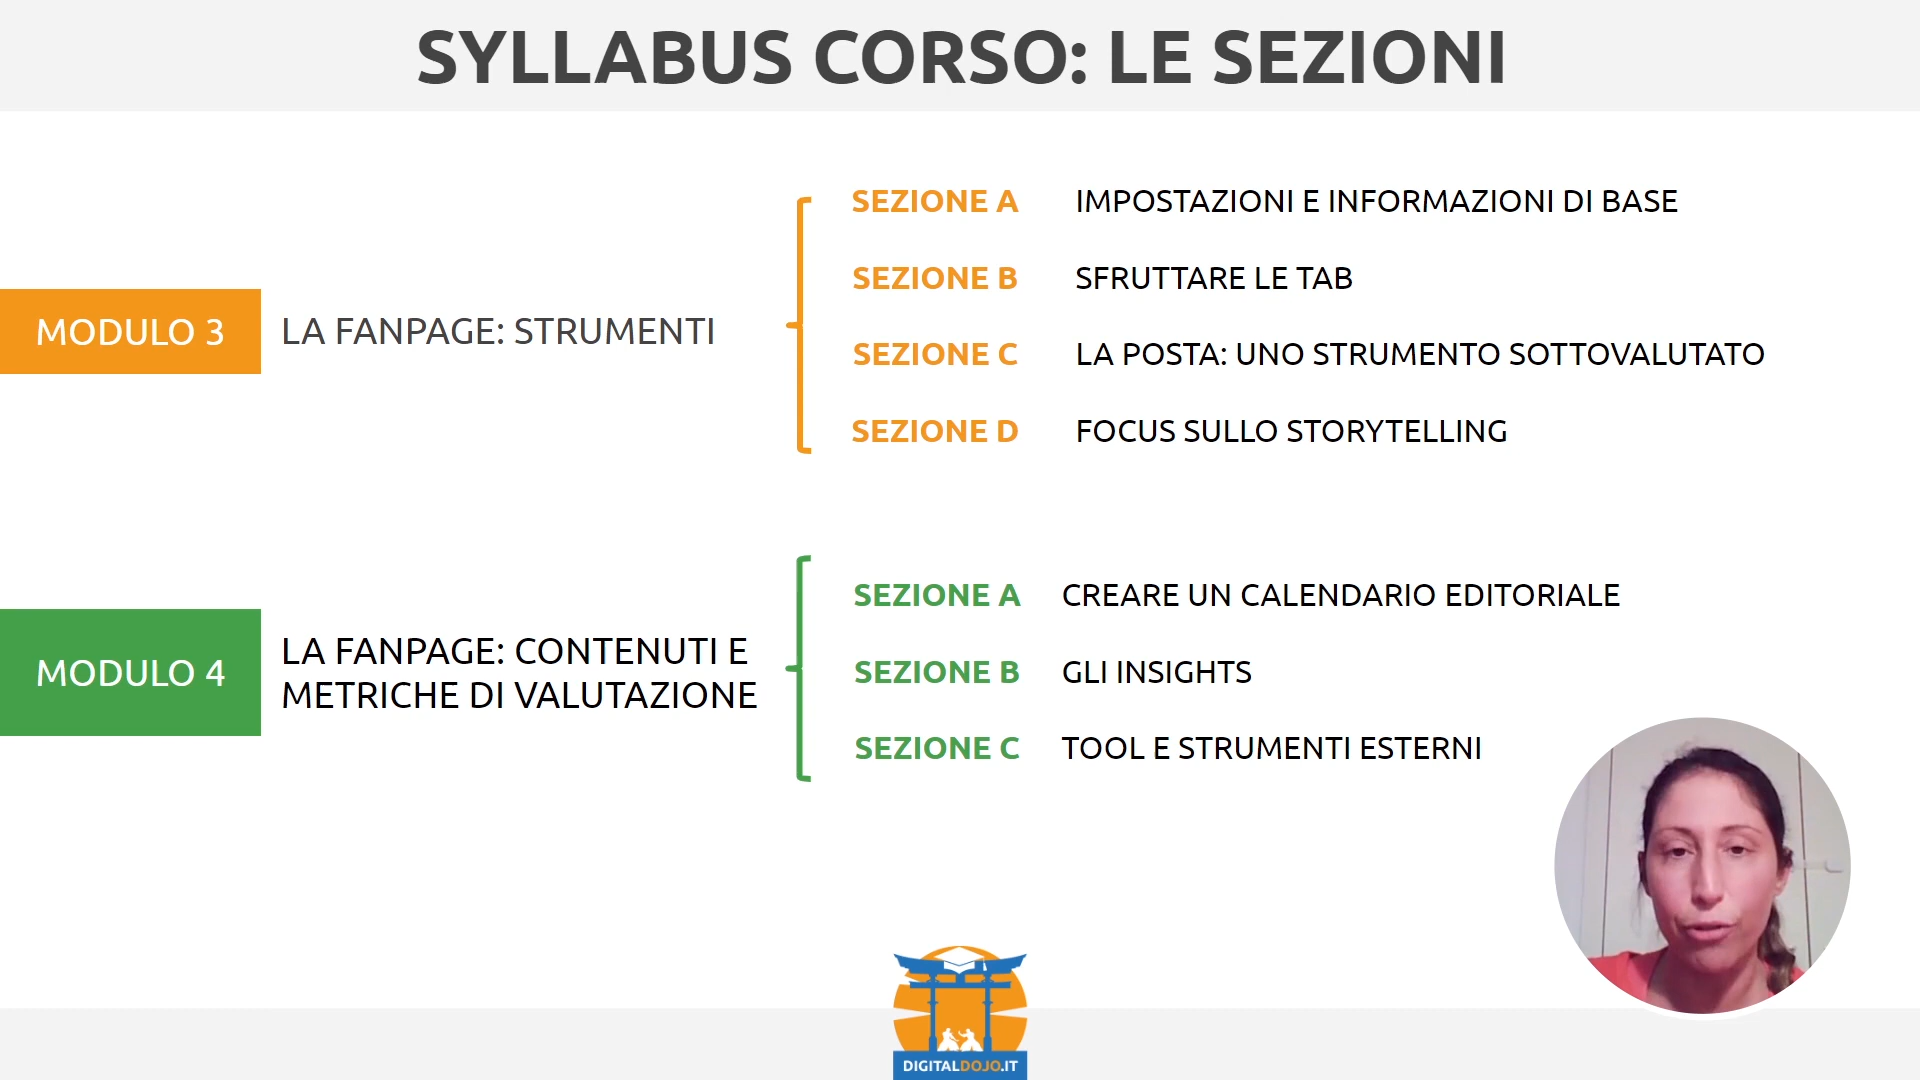 SYLLABUS CORSO: LE SEZIONI
MODULO 3
LA FANPAGE: STRUMENTI
SEZIONE A IMPOSTAZIONI E INFORMAZIONI DI BASE
SEZIONE B SFRUTTARE LE TAB
SEZIONE C LA POSTA: UNO STRUMENTO SOTTOVALUTATO
SEZIONE D FOCUS SULLO STORYTELLING
MODULO 4
LA FANPAGE: CONTENUTI E
METRICHE DI VALUTAZIONE
SEZIONE A CREARE UN CALENDARIO EDITORIALE
SEZIONE B GLI INSIGHTS
SEZIONE C TOOL E STRUMENTI ESTERNI
DIGITALDOJO.IT